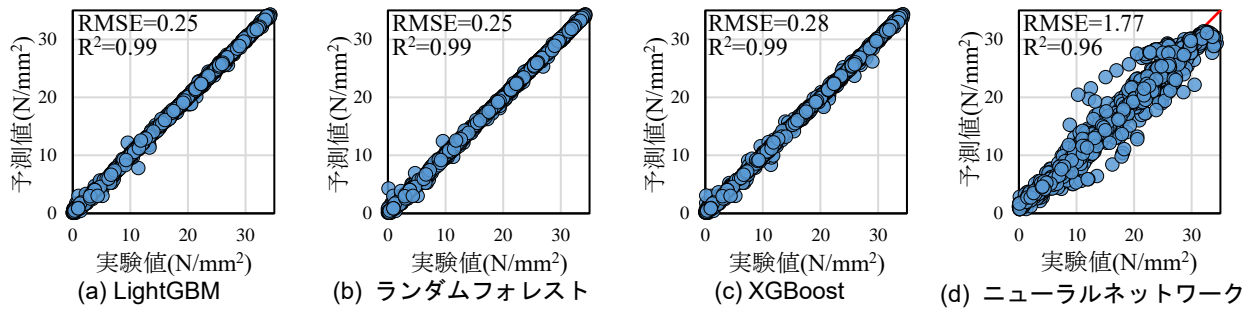 RMSE=0.25
R²=0.99
予測値(N/mm²)
30
20
10
0
0 10 20 30
実験値(N/mm²)
(a) LightGBM
RMSE=0.25
R²=0.99
予測値(N/mm²)
30
20
10
0
0 10 20 30
実験値(N/mm²)
(b) ランダムフォレスト
RMSE=0.28
R²=0.99
予測値(N/mm²)
30
20
10
0
0 10 20 30
実験値(N/mm²)
(c) XGBoost
RMSE=1.77
R²=0.96
予測値(N/mm²)
30
20
10
0
0 10 20 30
実験値(N/mm²)
(d) ニューラルネットワーク